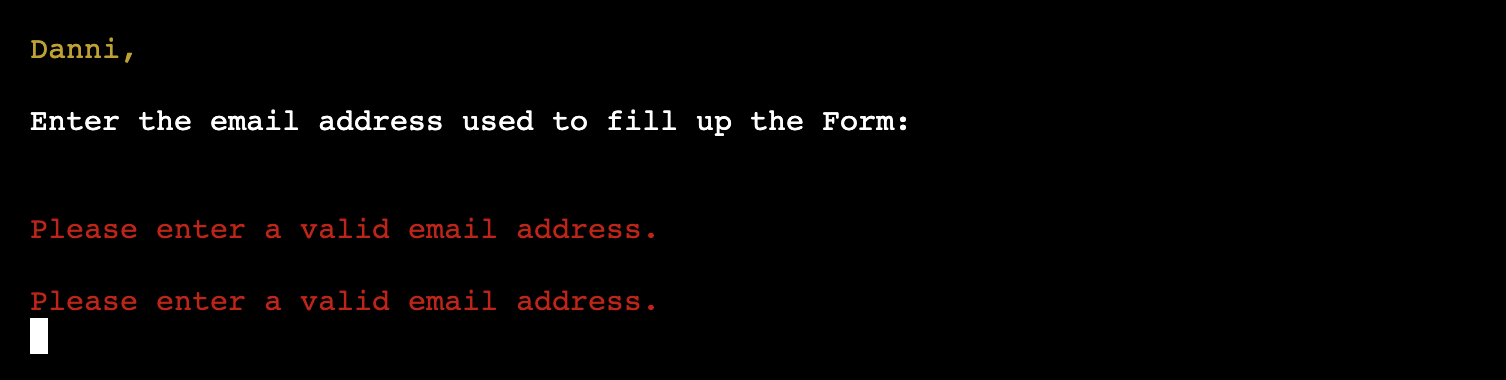 Danni,
Enter the email address used to fill up the Form:
Please enter a valid email address.
Please enter a valid email address.